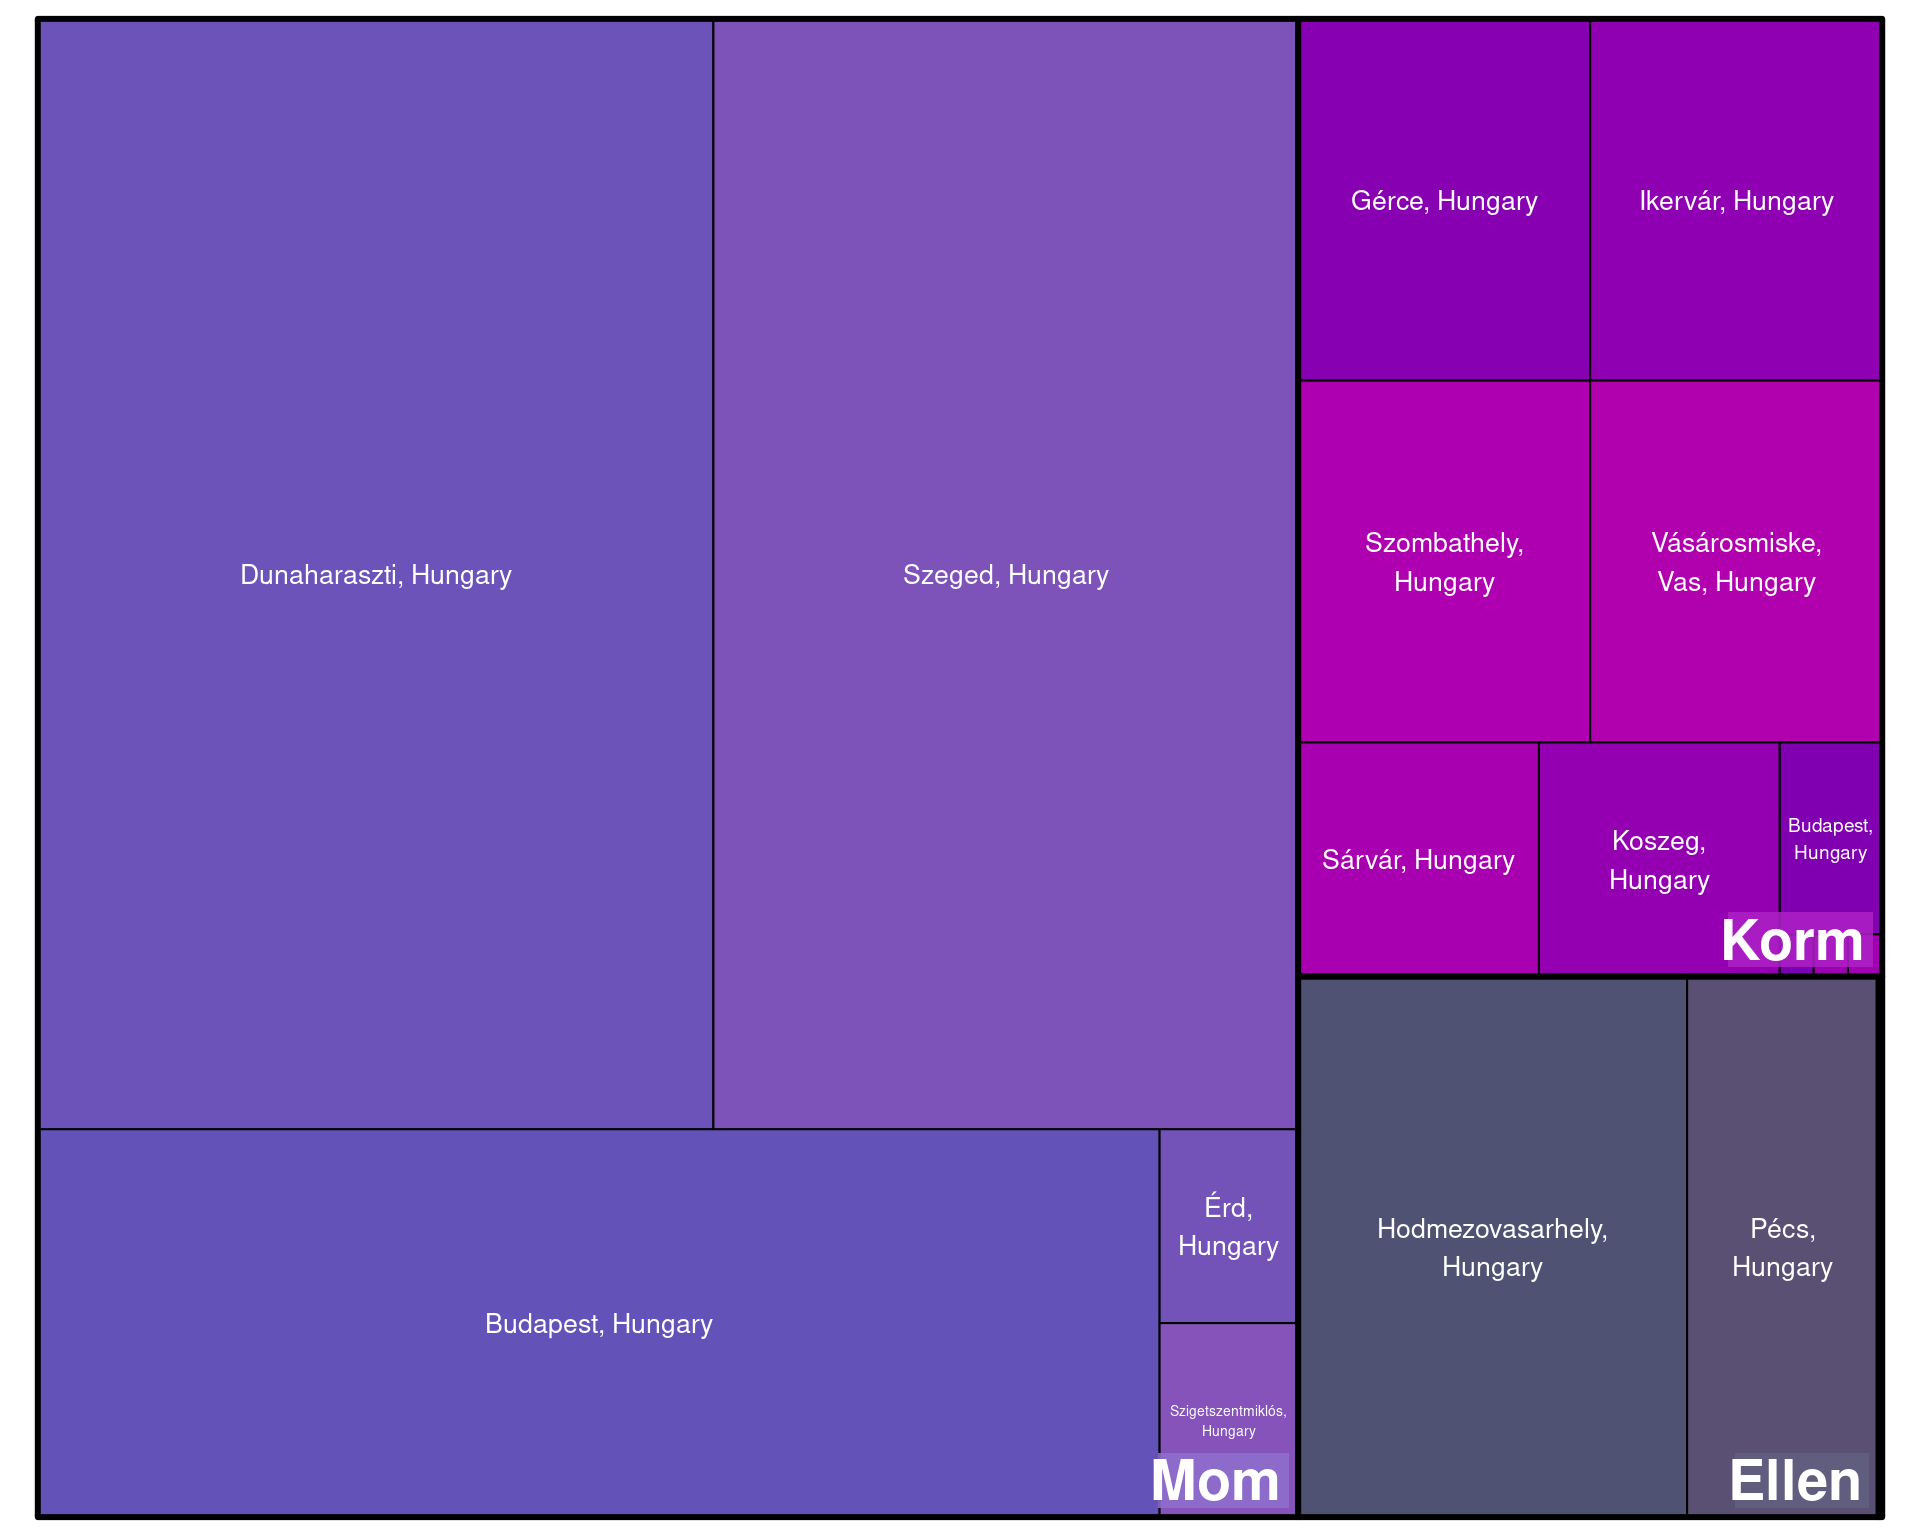 Dunaharaszti, Hungary
Szeged, Hungary
Budapest, Hungary
Érd,
Hungary
Szigetszentmiklós,
Hungary
Mom
Gérce, Hungary
Ikervár, Hungary
Szombathely,
Hungary
Vásárosmiske,
Vas, Hungary
Sárvár, Hungary
Koszeg,
Hungary
Budapest,
Hungary
Korm
Hodmezovasarhely,
Hungary
Pécs,
Hungary
Ellen